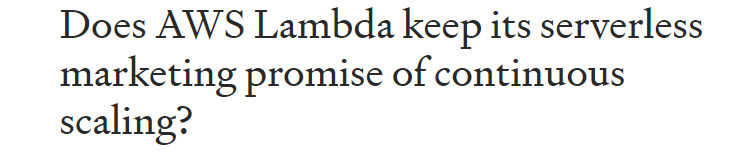 Does AWS Lambda keep its serverless
marketing promise of continuous
scaling?